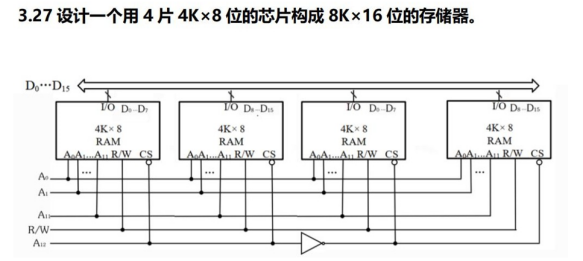 3.27 设计一个用 4 片 4K×8 位的芯片构成 8K×16 位的存储器。
D₀…D₁₅
I/O D₀—D₇ I/O D₈—D₁₅ I/O D₀—D₇ I/O D₈—D₁₅
4K×8 4K×8 4K×8 4K×8
RAM RAM RAM RAM
A₀A₁…A₁₁ R/W CS A₀A₁…A₁₁ R/W CS A₀A₁…A₁₁ R/W CS A₀A₁…A₁₁ R/W CS
… … … …
A₀
A₁
A₁₁
R/W
A₁₂